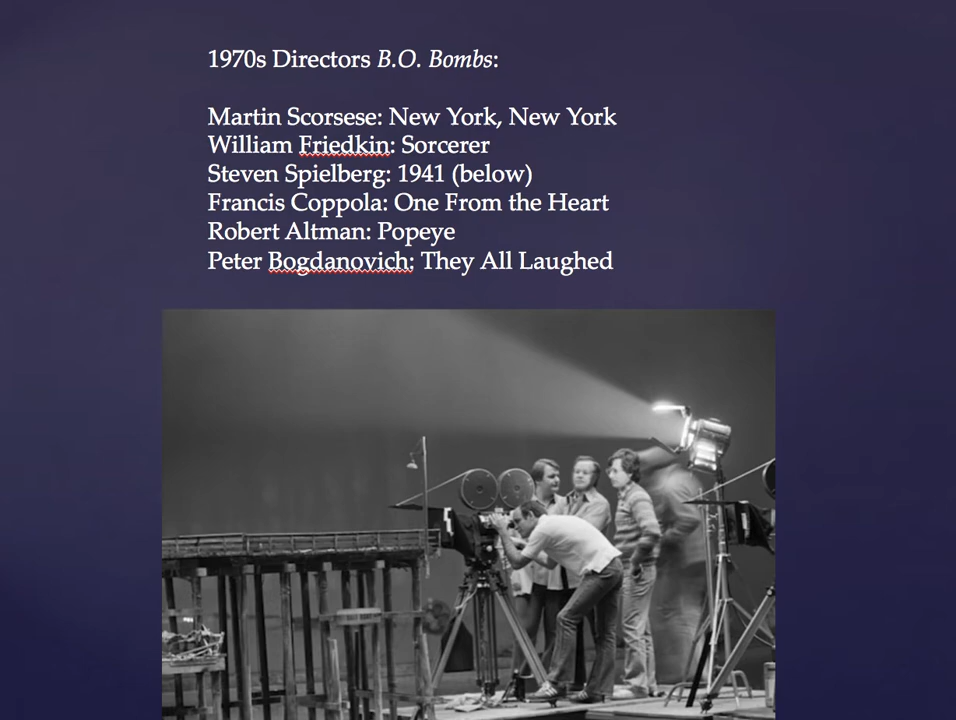 1970s Directors B.O. Bombs:
Martin Scorsese: New York, New York
William Friedkin: Sorcerer
Steven Spielberg: 1941 (below)
Francis Coppola: One From the Heart
Robert Altman: Popeye
Peter Bogdanovich: They All Laughed